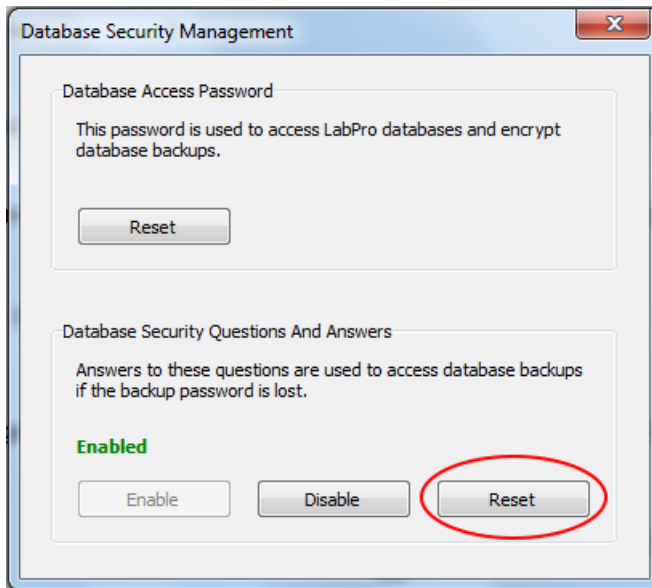 Database Security Management
Database Access Password
This password is used to access LabPro databases and encrypt
database backups.
Reset
Database Security Questions And Answers
Answers to these questions are used to access database backups
if the backup password is lost.
Enabled
Enable Disable Reset